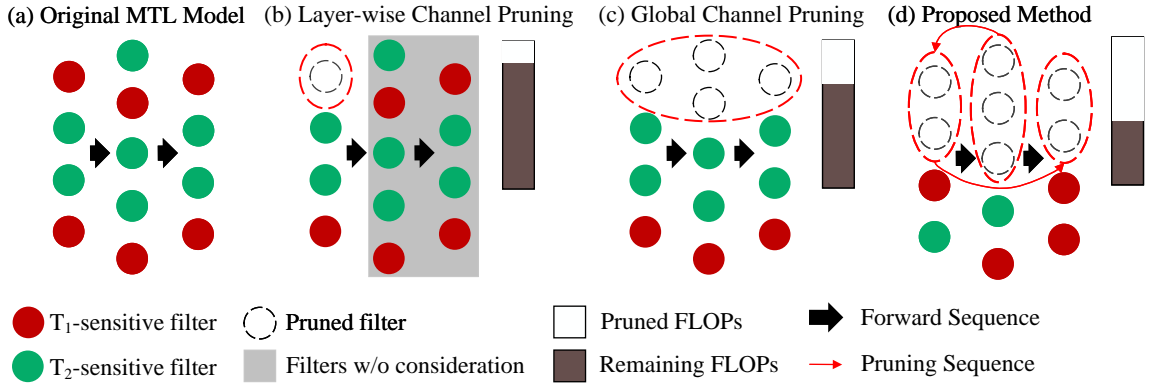 (a) Original MTL Model
(b) Layer-wise Channel Pruning
(c) Global Channel Pruning
(d) Proposed Method
T₁-sensitive filter
Pruned filter
Pruned FLOPs
Forward Sequence
T₂-sensitive filter
Filters w/o consideration
Remaining FLOPs
Pruning Sequence